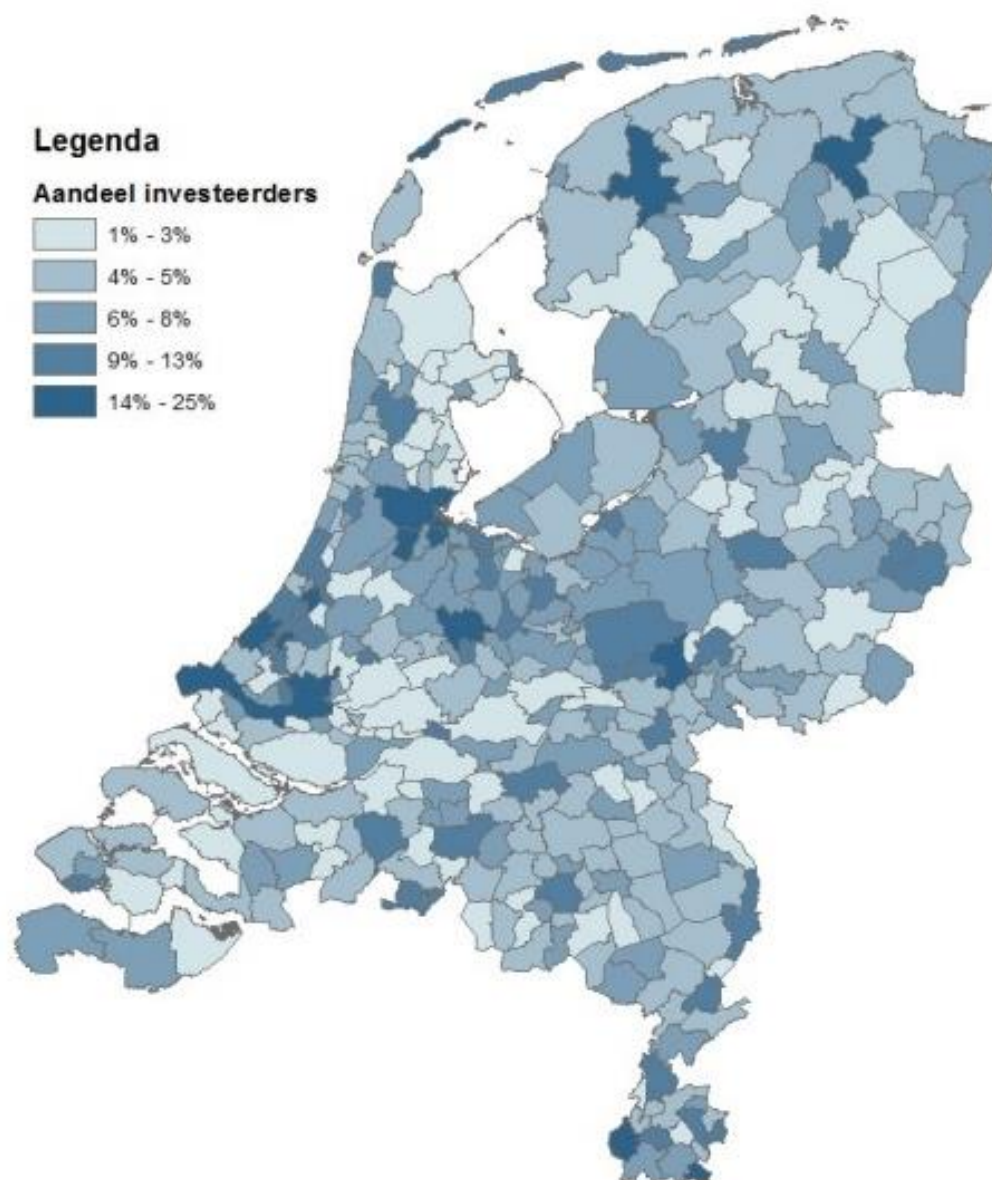 Legenda
Aandeel investeerders
1% - 3%
4% - 5%
6% - 8%
9% - 13%
14% - 25%